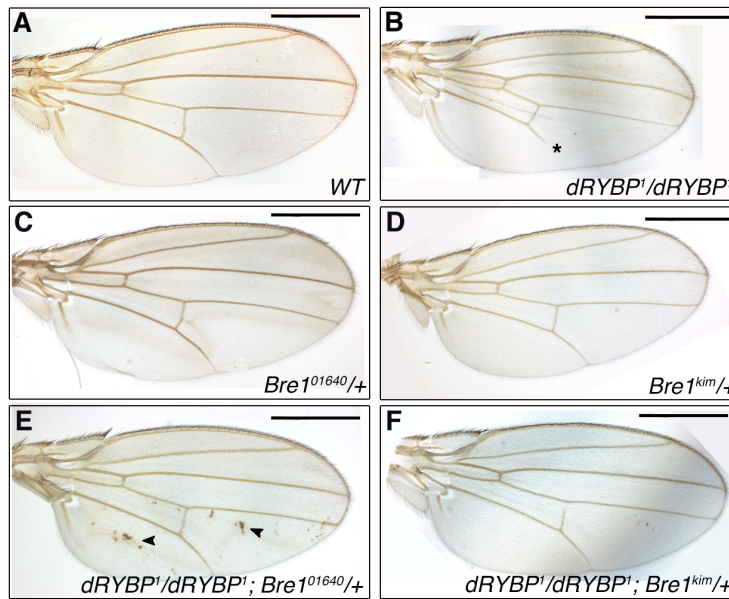 A
WT
B
*
dRYBP¹/dRYBP¹
C
Bre1⁰¹⁶⁴⁰/+
D
Bre1ᵏⁱᵐ/+
E
dRYBP¹/dRYBP¹; Bre1⁰¹⁶⁴⁰/+
F
dRYBP¹/dRYBP¹; Bre1ᵏⁱᵐ/+